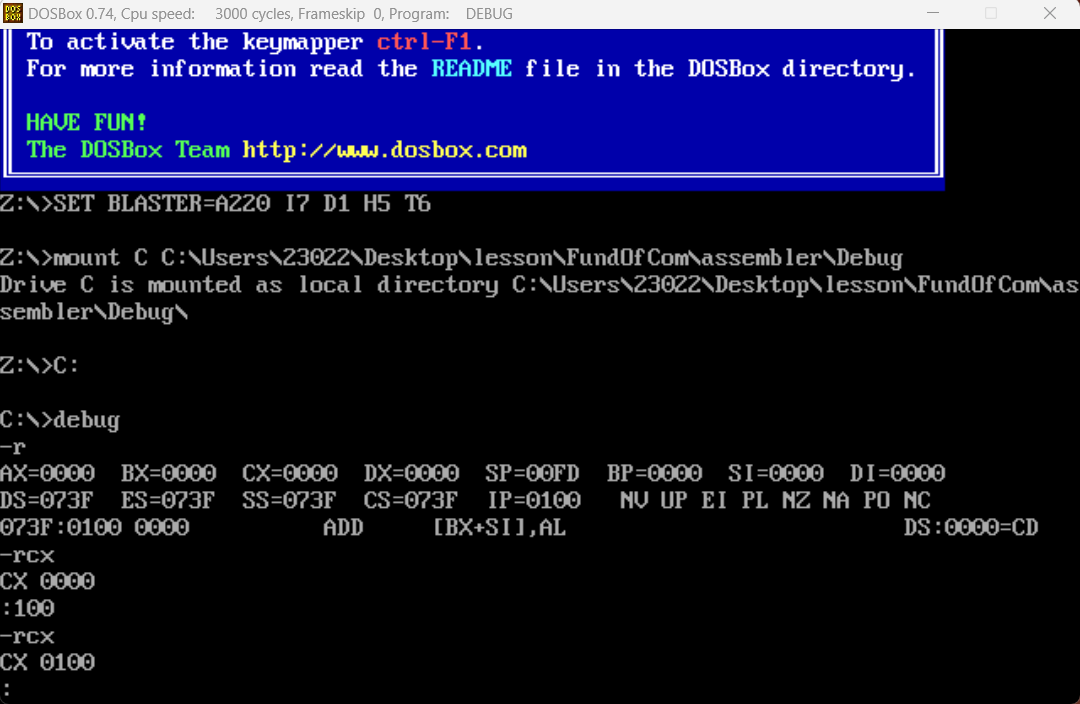 DOSBox 0.74, Cpu speed: 3000 cycles, Frameskip 0, Program: DEBUG
To activate the keymapper ctrl-F1.
For more information read the README file in the DOSBox directory.
HAVE FUN!
The DOSBox Team http://www.dosbox.com
Z:\>SET BLASTER=A220 I7 D1 H5 T6
Z:\>mount C C:\Users\23022\Desktop\lesson\FundOfCom\assembler\Debug
Drive C is mounted as local directory C:\Users\23022\Desktop\lesson\FundOfCom\as
sembler\Debug\
Z:\>C:
C:\>debug
-r
AX=0000  BX=0000  CX=0000  DX=0000  SP=00FD  BP=0000  SI=0000  DI=0000
DS=073F  ES=073F  SS=073F  CS=073F  IP=0100   NV UP EI PL NZ NA PO NC
073F:0100 0000          ADD     [BX+SI],AL                         DS:0000=CD
-rcx
CX 0000
:100
-rcx
CX 0100
: